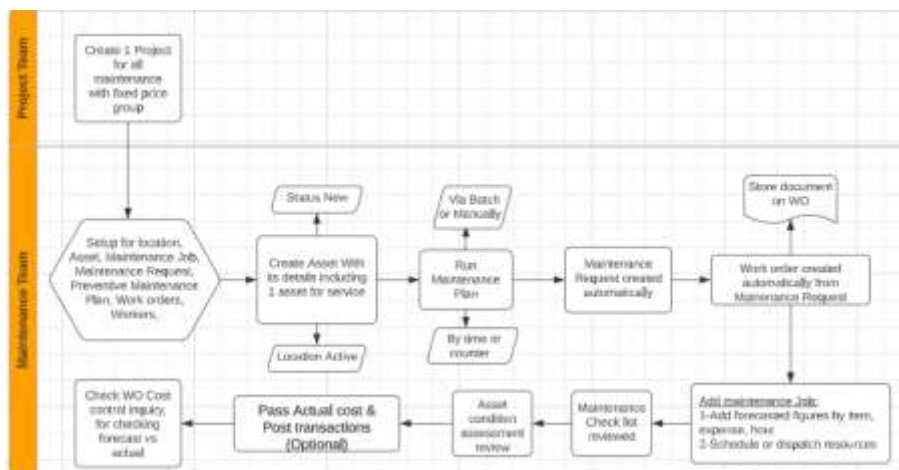 Project Team
Create 1 Project
for all
maintenance
with fixed price
group
Maintenance Team
Status New
Via Batch
or Manually
Store document
on WO
Setup for location,
Asset, Maintenance Job,
Maintenance Request,
Preventive Maintenance
Plan, Work orders,
Workers,
Create Asset With
its details including
1 asset for service
Run
Maintenance
Plan
Maintenance
Request created
automatically
Work order created
automatically from
Maintenance Request
Location Active
By time or
counter
Check WO Cost
control inquiry,
for checking
forecast vs
actual
Pass Actual cost &
Post transactions
(Optional)
Asset
condition
assessment
review
Maintenance
Check list
reviewed
Add maintenance Job:
1-Add forecasted figures by item,
expense, hour
2-Schedule or dispatch resources